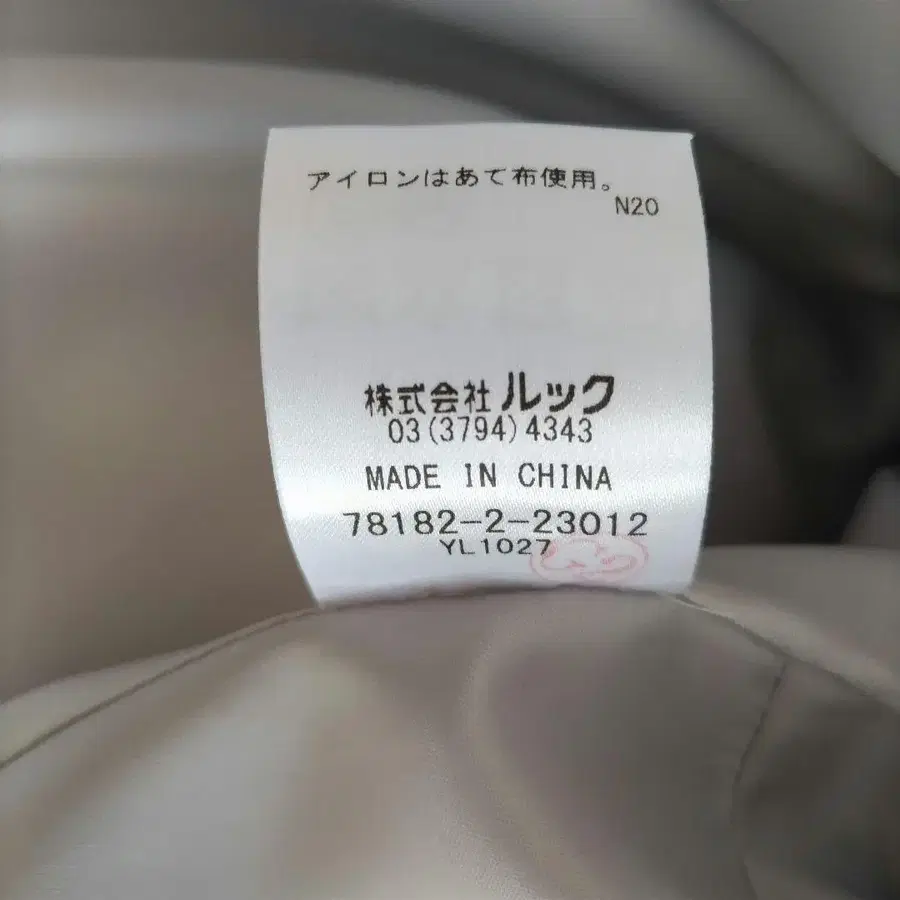 アイロンはあて布使用。
N20
株式会社ルック
03(3794)4343
MADE IN CHINA
78182-2-23012
YL1027